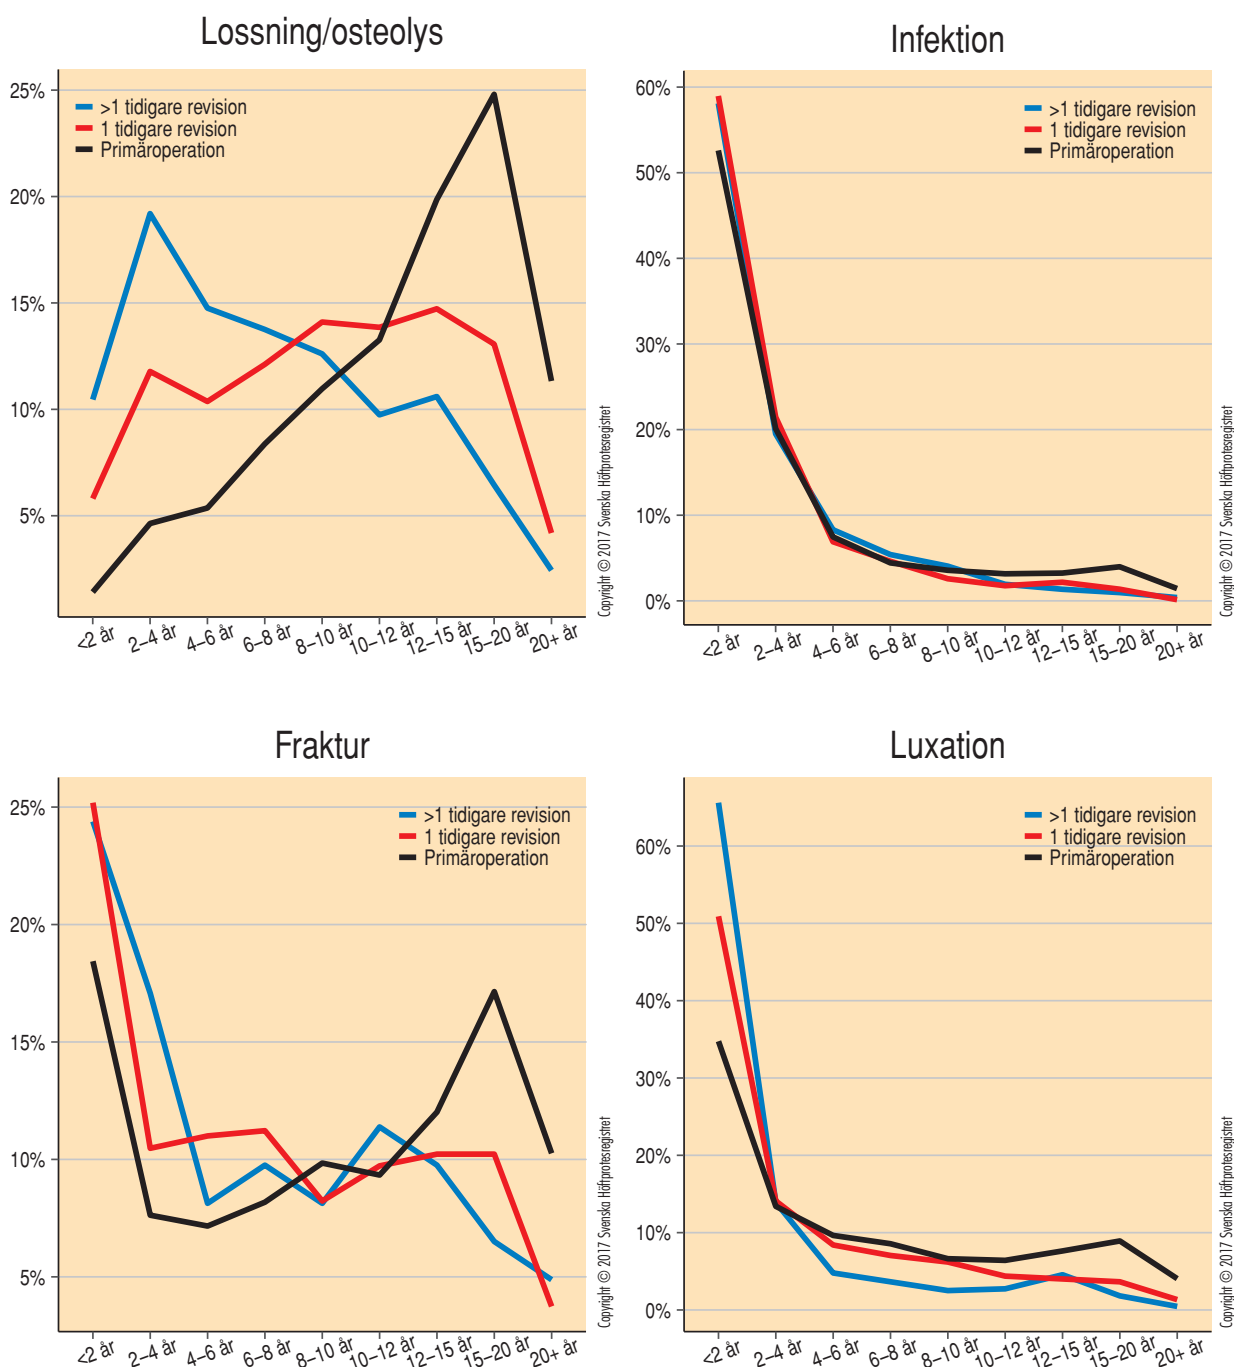 Lossning/osteolys
25%
20%
15%
10%
5%
>1 tidigare revision
1 tidigare revision
Primäroperation
<2 år
2–4 år
4–6 år
6–8 år
8–10 år
10–12 år
12–15 år
15–20 år
20+ år
Copyright © 2017 Svenska Höftprotesregistret
Infektion
60%
50%
40%
30%
20%
10%
0%
>1 tidigare revision
1 tidigare revision
Primäroperation
<2 år
2–4 år
4–6 år
6–8 år
8–10 år
10–12 år
12–15 år
15–20 år
20+ år
Copyright © 2017 Svenska Höftprotesregistret
Fraktur
25%
20%
15%
10%
5%
>1 tidigare revision
1 tidigare revision
Primäroperation
<2 år
2–4 år
4–6 år
6–8 år
8–10 år
10–12 år
12–15 år
15–20 år
20+ år
Copyright © 2017 Svenska Höftprotesregistret
Luxation
60%
50%
40%
30%
20%
10%
0%
>1 tidigare revision
1 tidigare revision
Primäroperation
<2 år
2–4 år
4–6 år
6–8 år
8–10 år
10–12 år
12–15 år
15–20 år
20+ år
Copyright © 2017 Svenska Höftprotesregistret